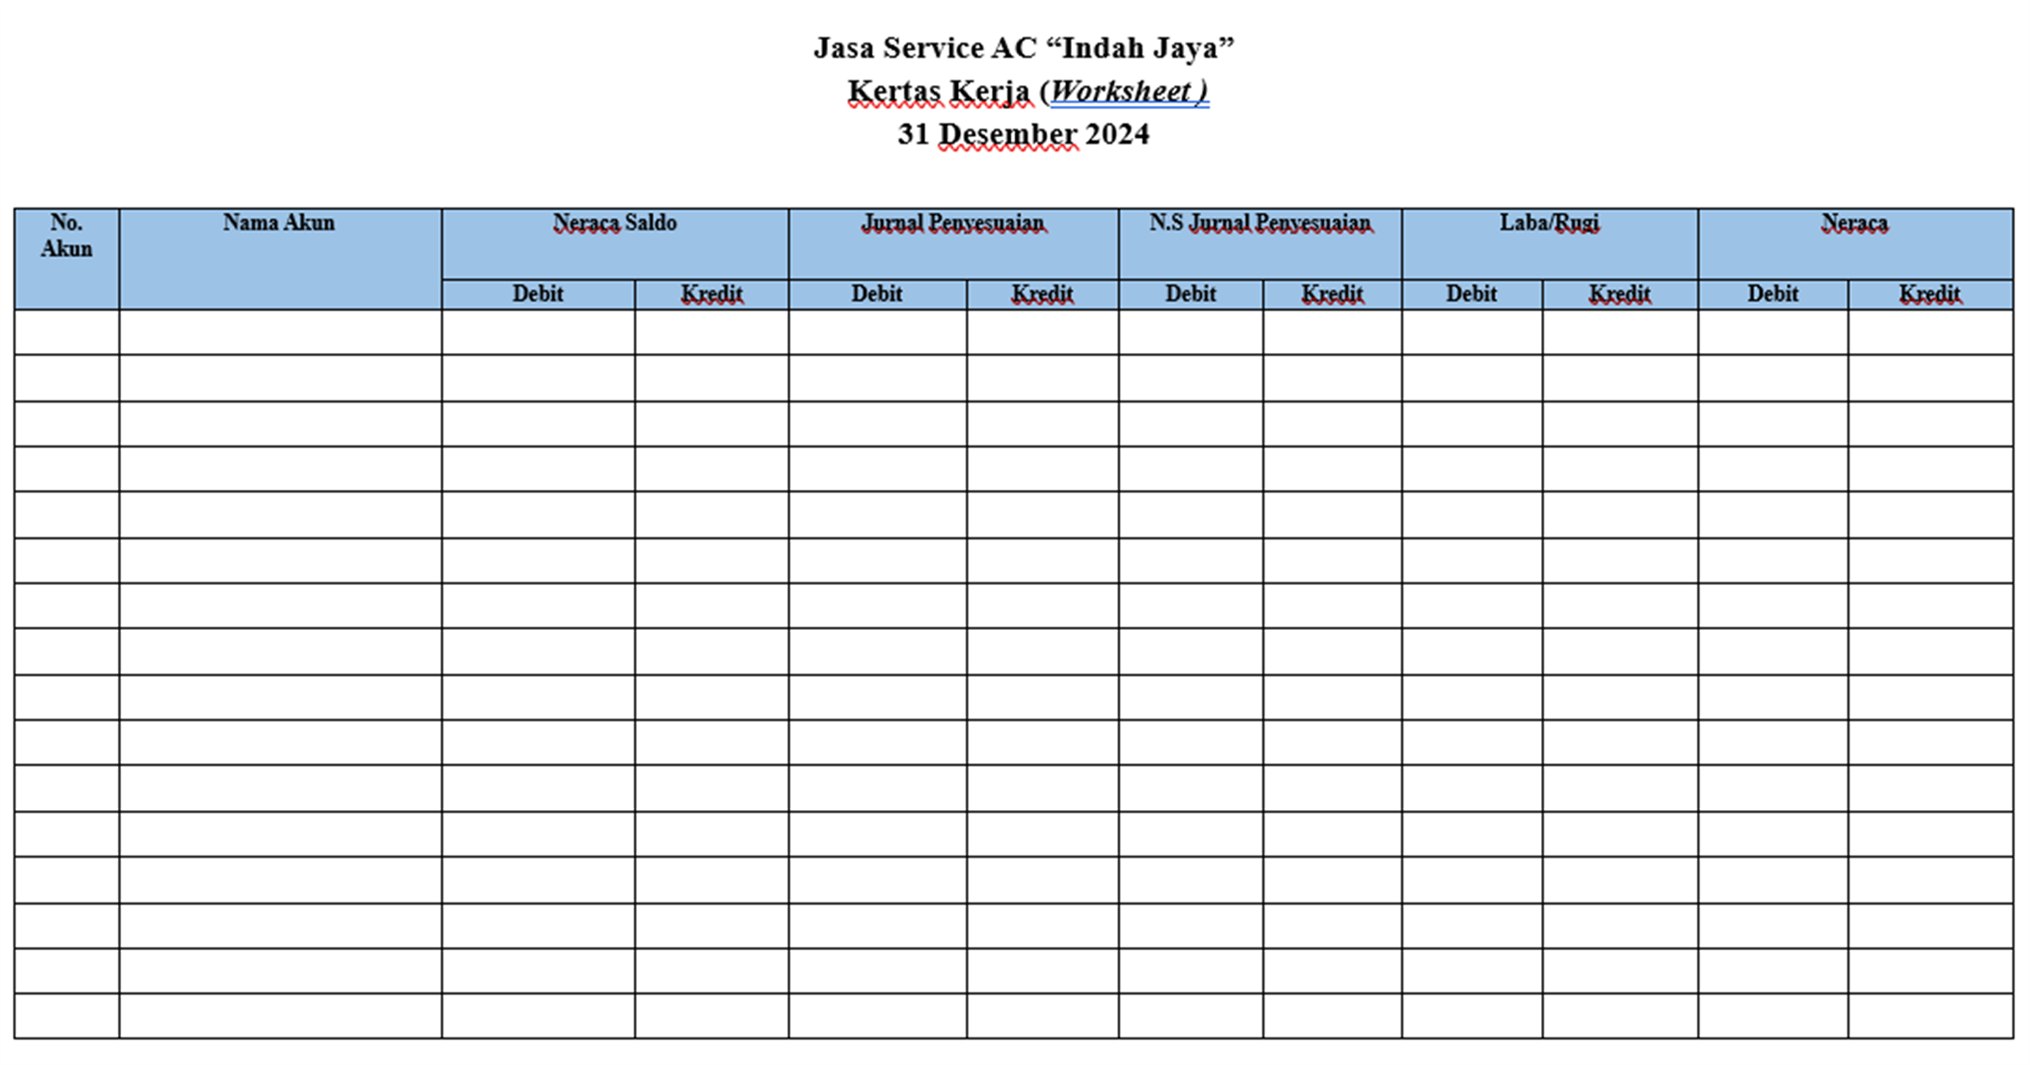 Jasa Service AC “Indah Jaya”
Kertas Kerja (Worksheet )
31 Desember 2024
No. Nama Akun Neraca Saldo Jurnal Penyesuaian N.S Jurnal Penyesuaian Laba/Rugi Neraca
Akun
Debit Kredit Debit Kredit Debit Kredit Debit Kredit Debit Kredit